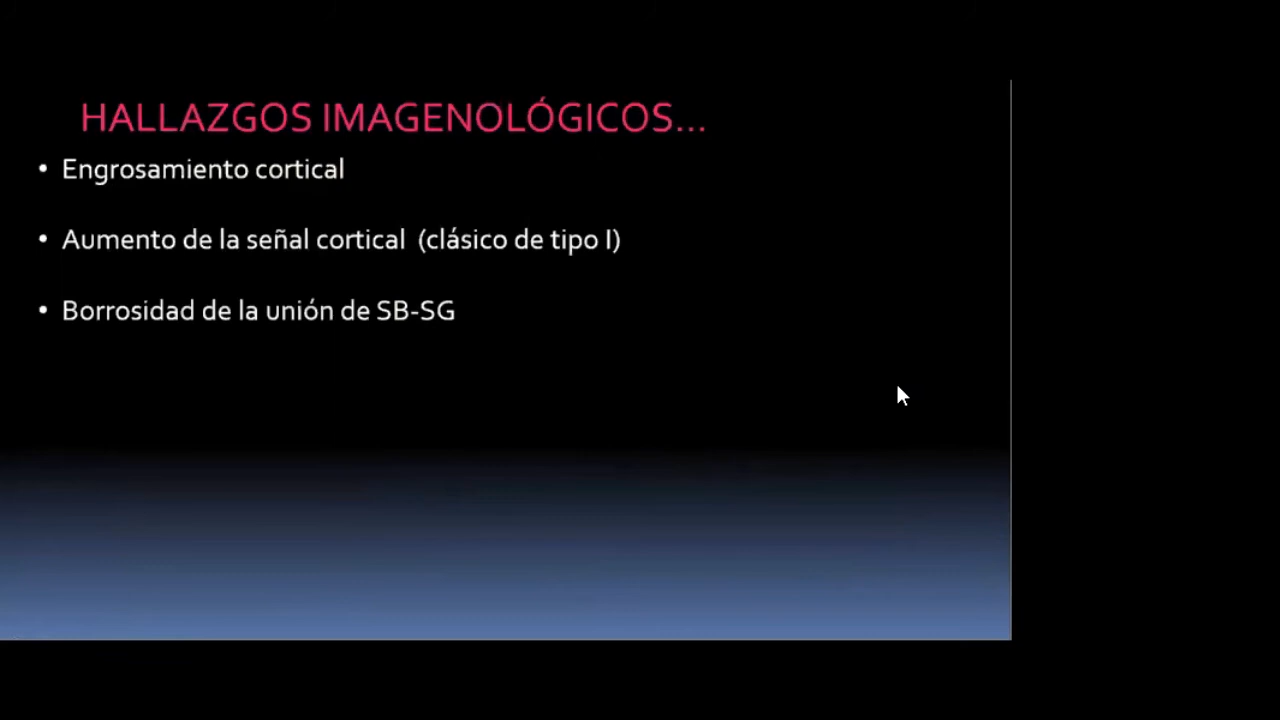 HALLAZGOS IMAGENOLÓGICOS...
• Engrosamiento cortical
• Aumento de la señal cortical (clásico de tipo I)
• Borrosidad de la unión de SB-SG